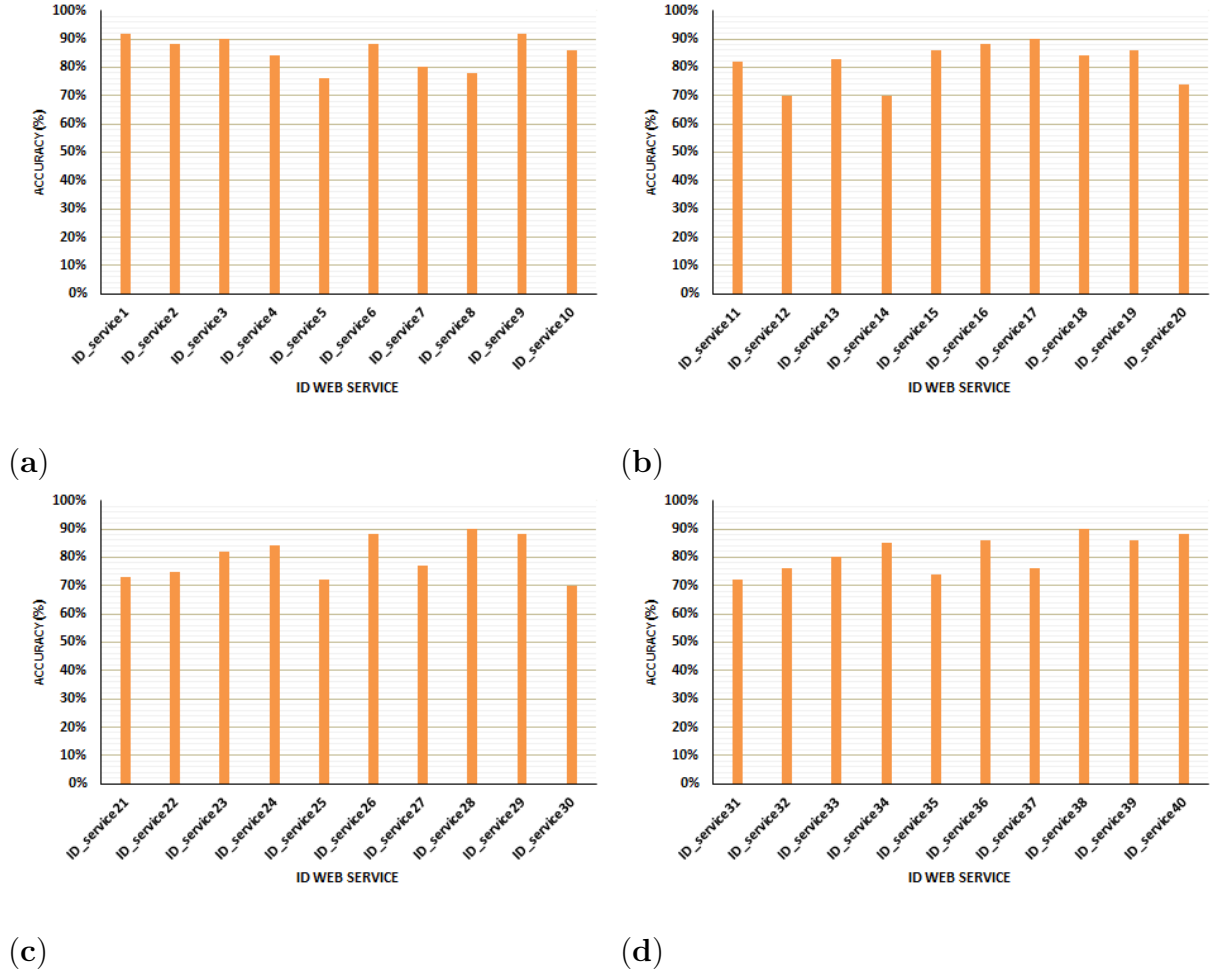 100%
90%
80%
70%
60%
50%
40%
30%
20%
10%
0%
ACCURACY (%)
ID_service1
ID_service2
ID_service3
ID_service4
ID_service5
ID_service6
ID_service7
ID_service8
ID_service9
ID_service10
ID WEB SERVICE
(a)
100%
90%
80%
70%
60%
50%
40%
30%
20%
10%
0%
ACCURACY (%)
ID_service11
ID_service12
ID_service13
ID_service14
ID_service15
ID_service16
ID_service17
ID_service18
ID_service19
ID_service20
ID WEB SERVICE
(b)
100%
90%
80%
70%
60%
50%
40%
30%
20%
10%
0%
ACCURACY (%)
ID_service21
ID_service22
ID_service23
ID_service24
ID_service25
ID_service26
ID_service27
ID_service28
ID_service29
ID_service30
ID WEB SERVICE
(c)
100%
90%
80%
70%
60%
50%
40%
30%
20%
10%
0%
ACCURACY (%)
ID_service31
ID_service32
ID_service33
ID_service34
ID_service35
ID_service36
ID_service37
ID_service38
ID_service39
ID_service40
ID WEB SERVICE
(d)